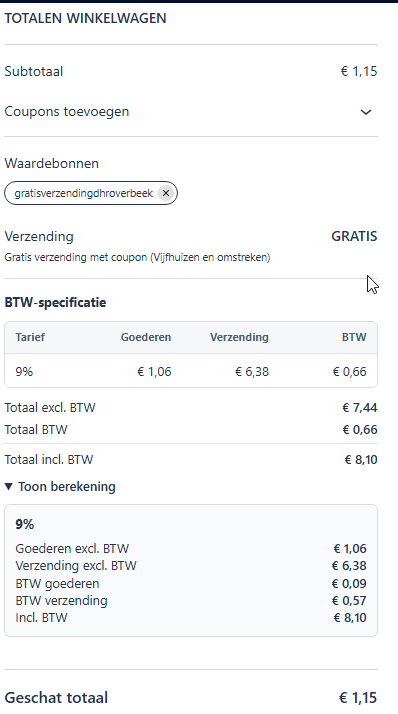 TOTALEN WINKELWAGEN
Subtotaal € 1,15
Coupons toevoegen
Waardebonnen
gratisverzendingdhroverbeek ×
Verzending GRATIS
Gratis verzending met coupon (Vijfhuizen en omstreken)
BTW-specificatie
Tarief Goederen Verzending BTW
9% € 1,06 € 6,38 € 0,66
Totaal excl. BTW € 7,44
Totaal BTW € 0,66
Totaal incl. BTW € 8,10
▼ Toon berekening
9%
Goederen excl. BTW € 1,06
Verzending excl. BTW € 6,38
BTW goederen € 0,09
BTW verzending € 0,57
Incl. BTW € 8,10
Geschat totaal € 1,15